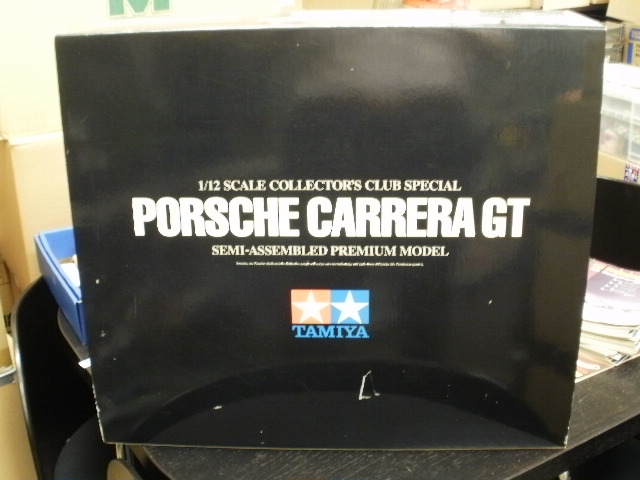 M
1/12 SCALE COLLECTOR'S CLUB SPECIAL
PORSCHE CARRERA GT
SEMI-ASSEMBLED PREMIUM MODEL
TAMIYA